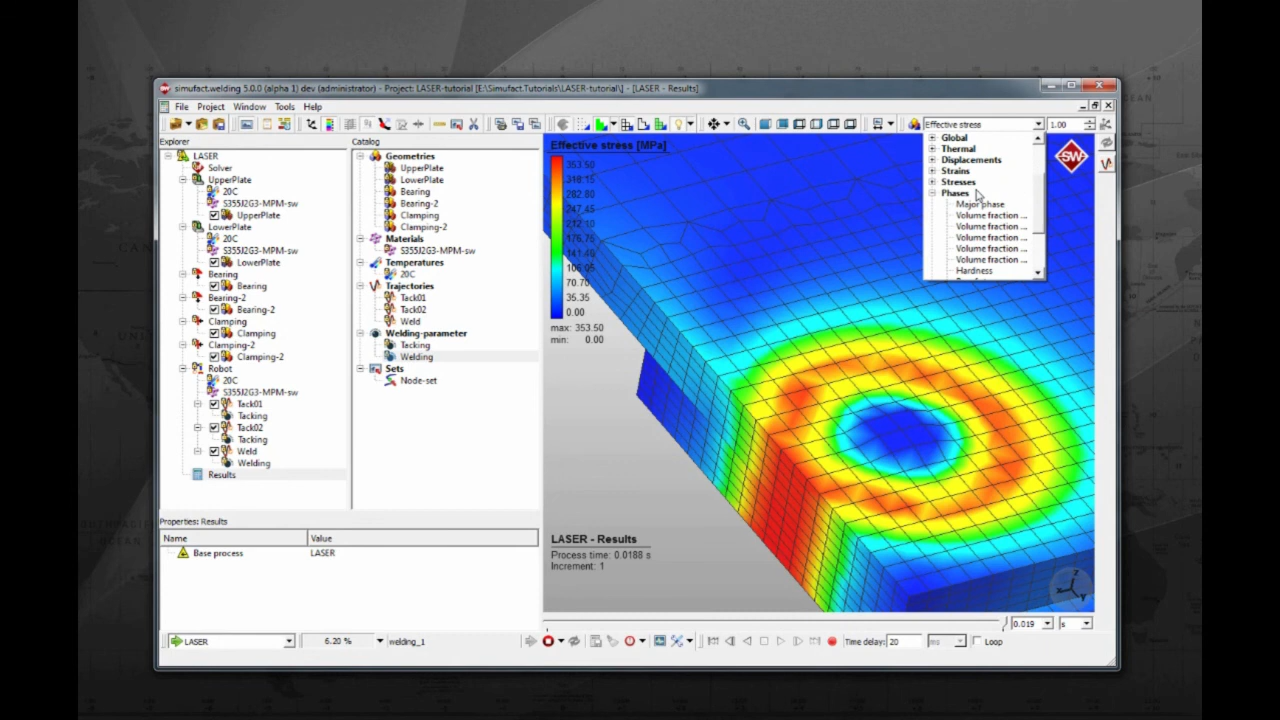 simufact.welding 5.0.0 (alpha 1) dev (administrator) - Project: LASER-tutorial [E:\Simufact.Tutorials\LASER-tutorial\] - [LASER - Results]
File Project Window Tools Help
Effective stress 1.00
Explorer
LASER
Solver
UpperPlate
20C
S355J2G3-MPM-sw
UpperPlate
LowerPlate
20C
S355J2G3-MPM-sw
LowerPlate
Bearing
Bearing
Bearing-2
Bearing-2
Clamping
Clamping
Clamping-2
Clamping-2
Robot
20C
S355J2G3-MPM-sw
Tack01
Tacking
Tack02
Tacking
Weld
Welding
Results
Catalog
Geometries
UpperPlate
LowerPlate
Bearing
Bearing-2
Clamping
Clamping-2
Materials
S355J2G3-MPM-sw
Temperatures
20C
Trajectories
Tack01
Tack02
Weld
Welding-parameter
Tacking
Welding
Sets
Node-set
Effective stress [MPa]
353.50
318.15
282.80
247.45
212.10
176.75
141.40
106.05
70.70
35.35
0.00
max: 353.50
min: 0.00
Global
Thermal
Displacements
Strains
Stresses
Phases
Major phase
Volume fraction ...
Volume fraction ...
Volume fraction ...
Volume fraction ...
Volume fraction ...
Hardness
SW
LASER - Results
Process time: 0.0188 s
Increment: 1
Z
X
Y
Properties: Results
Name Value
Base process LASER
0.019 s
LASER 6.20 % welding_1 Time delay: 20 ms Loop